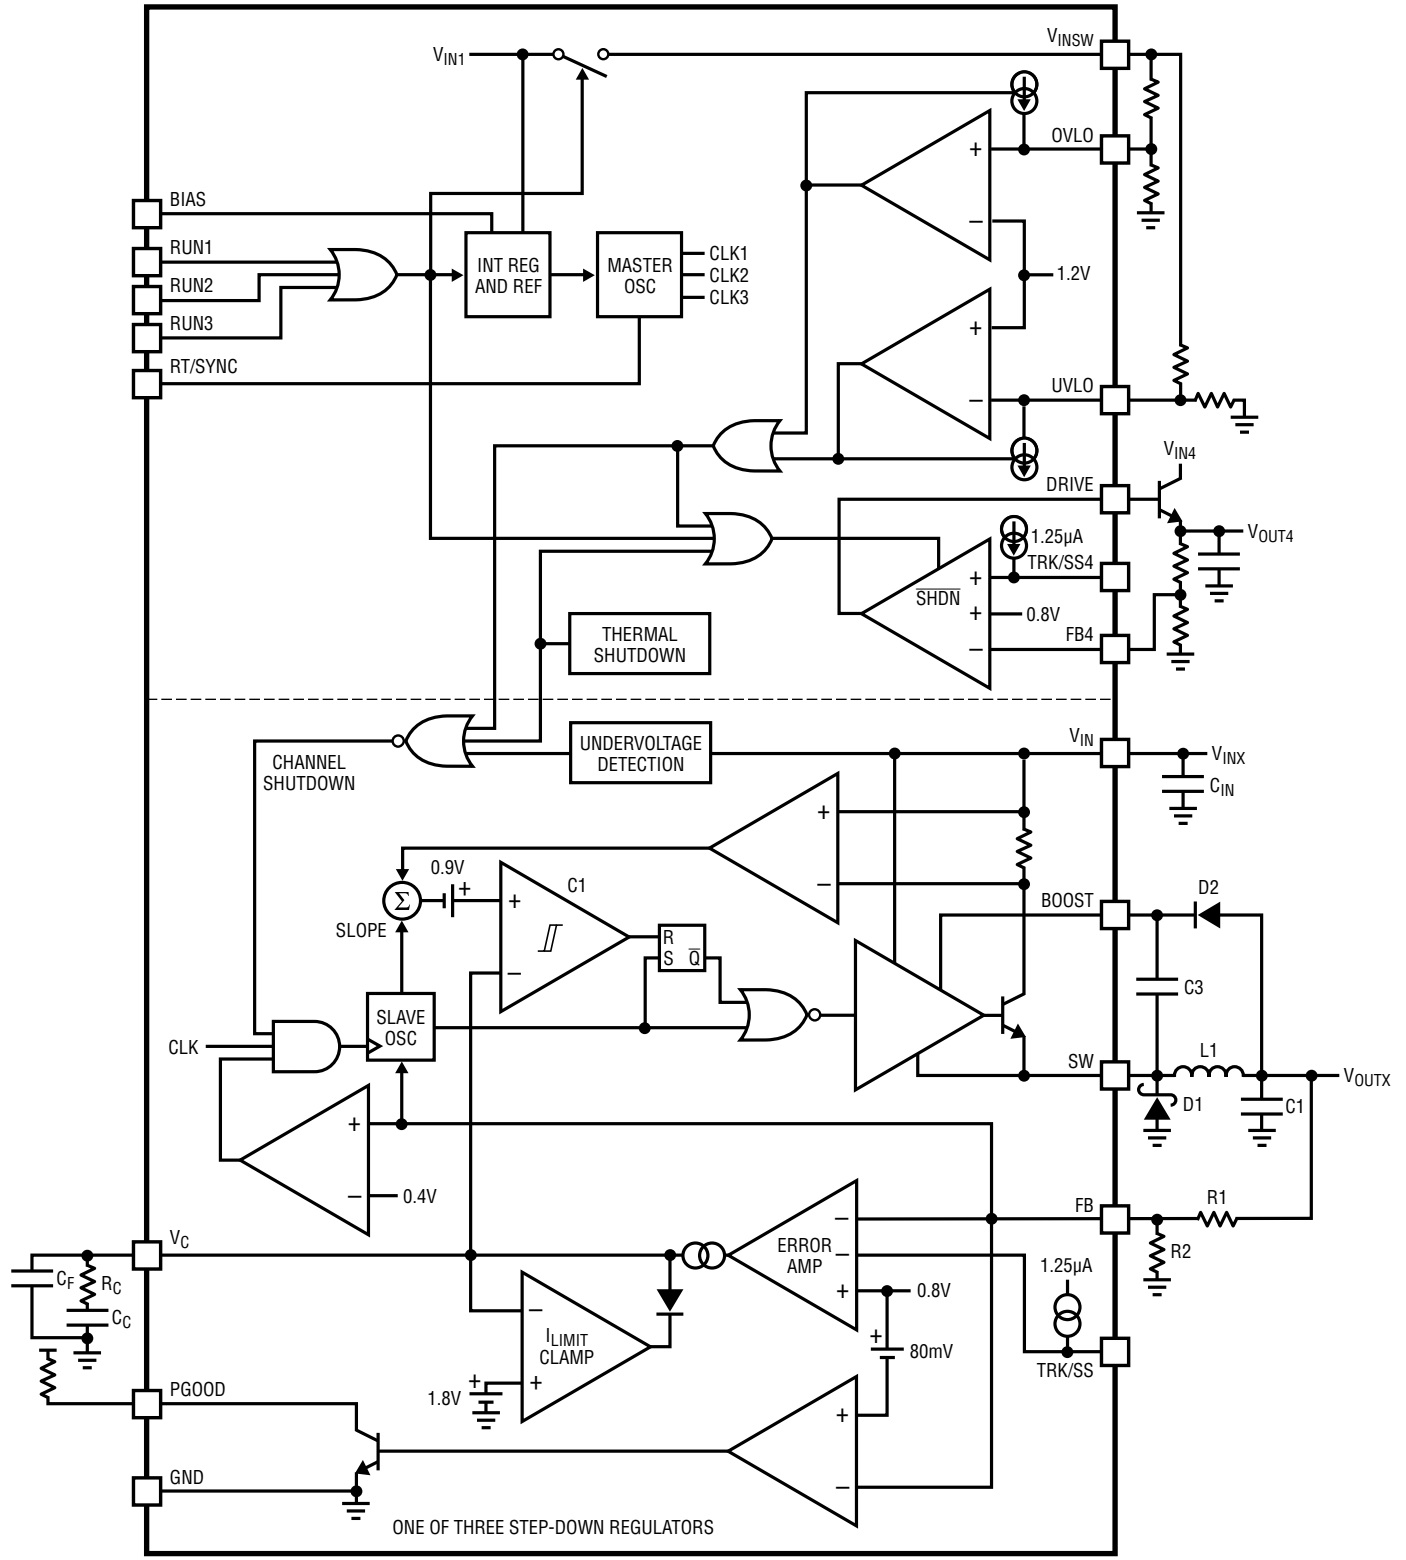 VIN1
VINSW
OVLO
+
–
BIAS
RUN1
RUN2
RUN3
RT/SYNC
INT REG
AND REF
MASTER
OSC
CLK1
CLK2
CLK3
1.2V
+
–
UVLO
DRIVE
VIN4
VOUT4
1.25µA
TRK/SS4
+
SHDN
+
0.8V
–
FB4
THERMAL
SHUTDOWN
CHANNEL
SHUTDOWN
UNDERVOLTAGE
DETECTION
VIN
VINX
CIN
+
–
0.9V
+
Σ
SLOPE
C1
+
–
R
S
Q
BOOST
D2
C3
SLAVE
OSC
CLK
SW
L1
VOUTX
D1
C1
+
–
0.4V
FB
R1
R2
VC
CF
RC
CC
ERROR
AMP
–
–
+
0.8V
1.25µA
+
80mV
TRK/SS
–
ILIMIT
CLAMP
+
1.8V
+
PGOOD
+
–
GND
ONE OF THREE STEP-DOWN REGULATORS